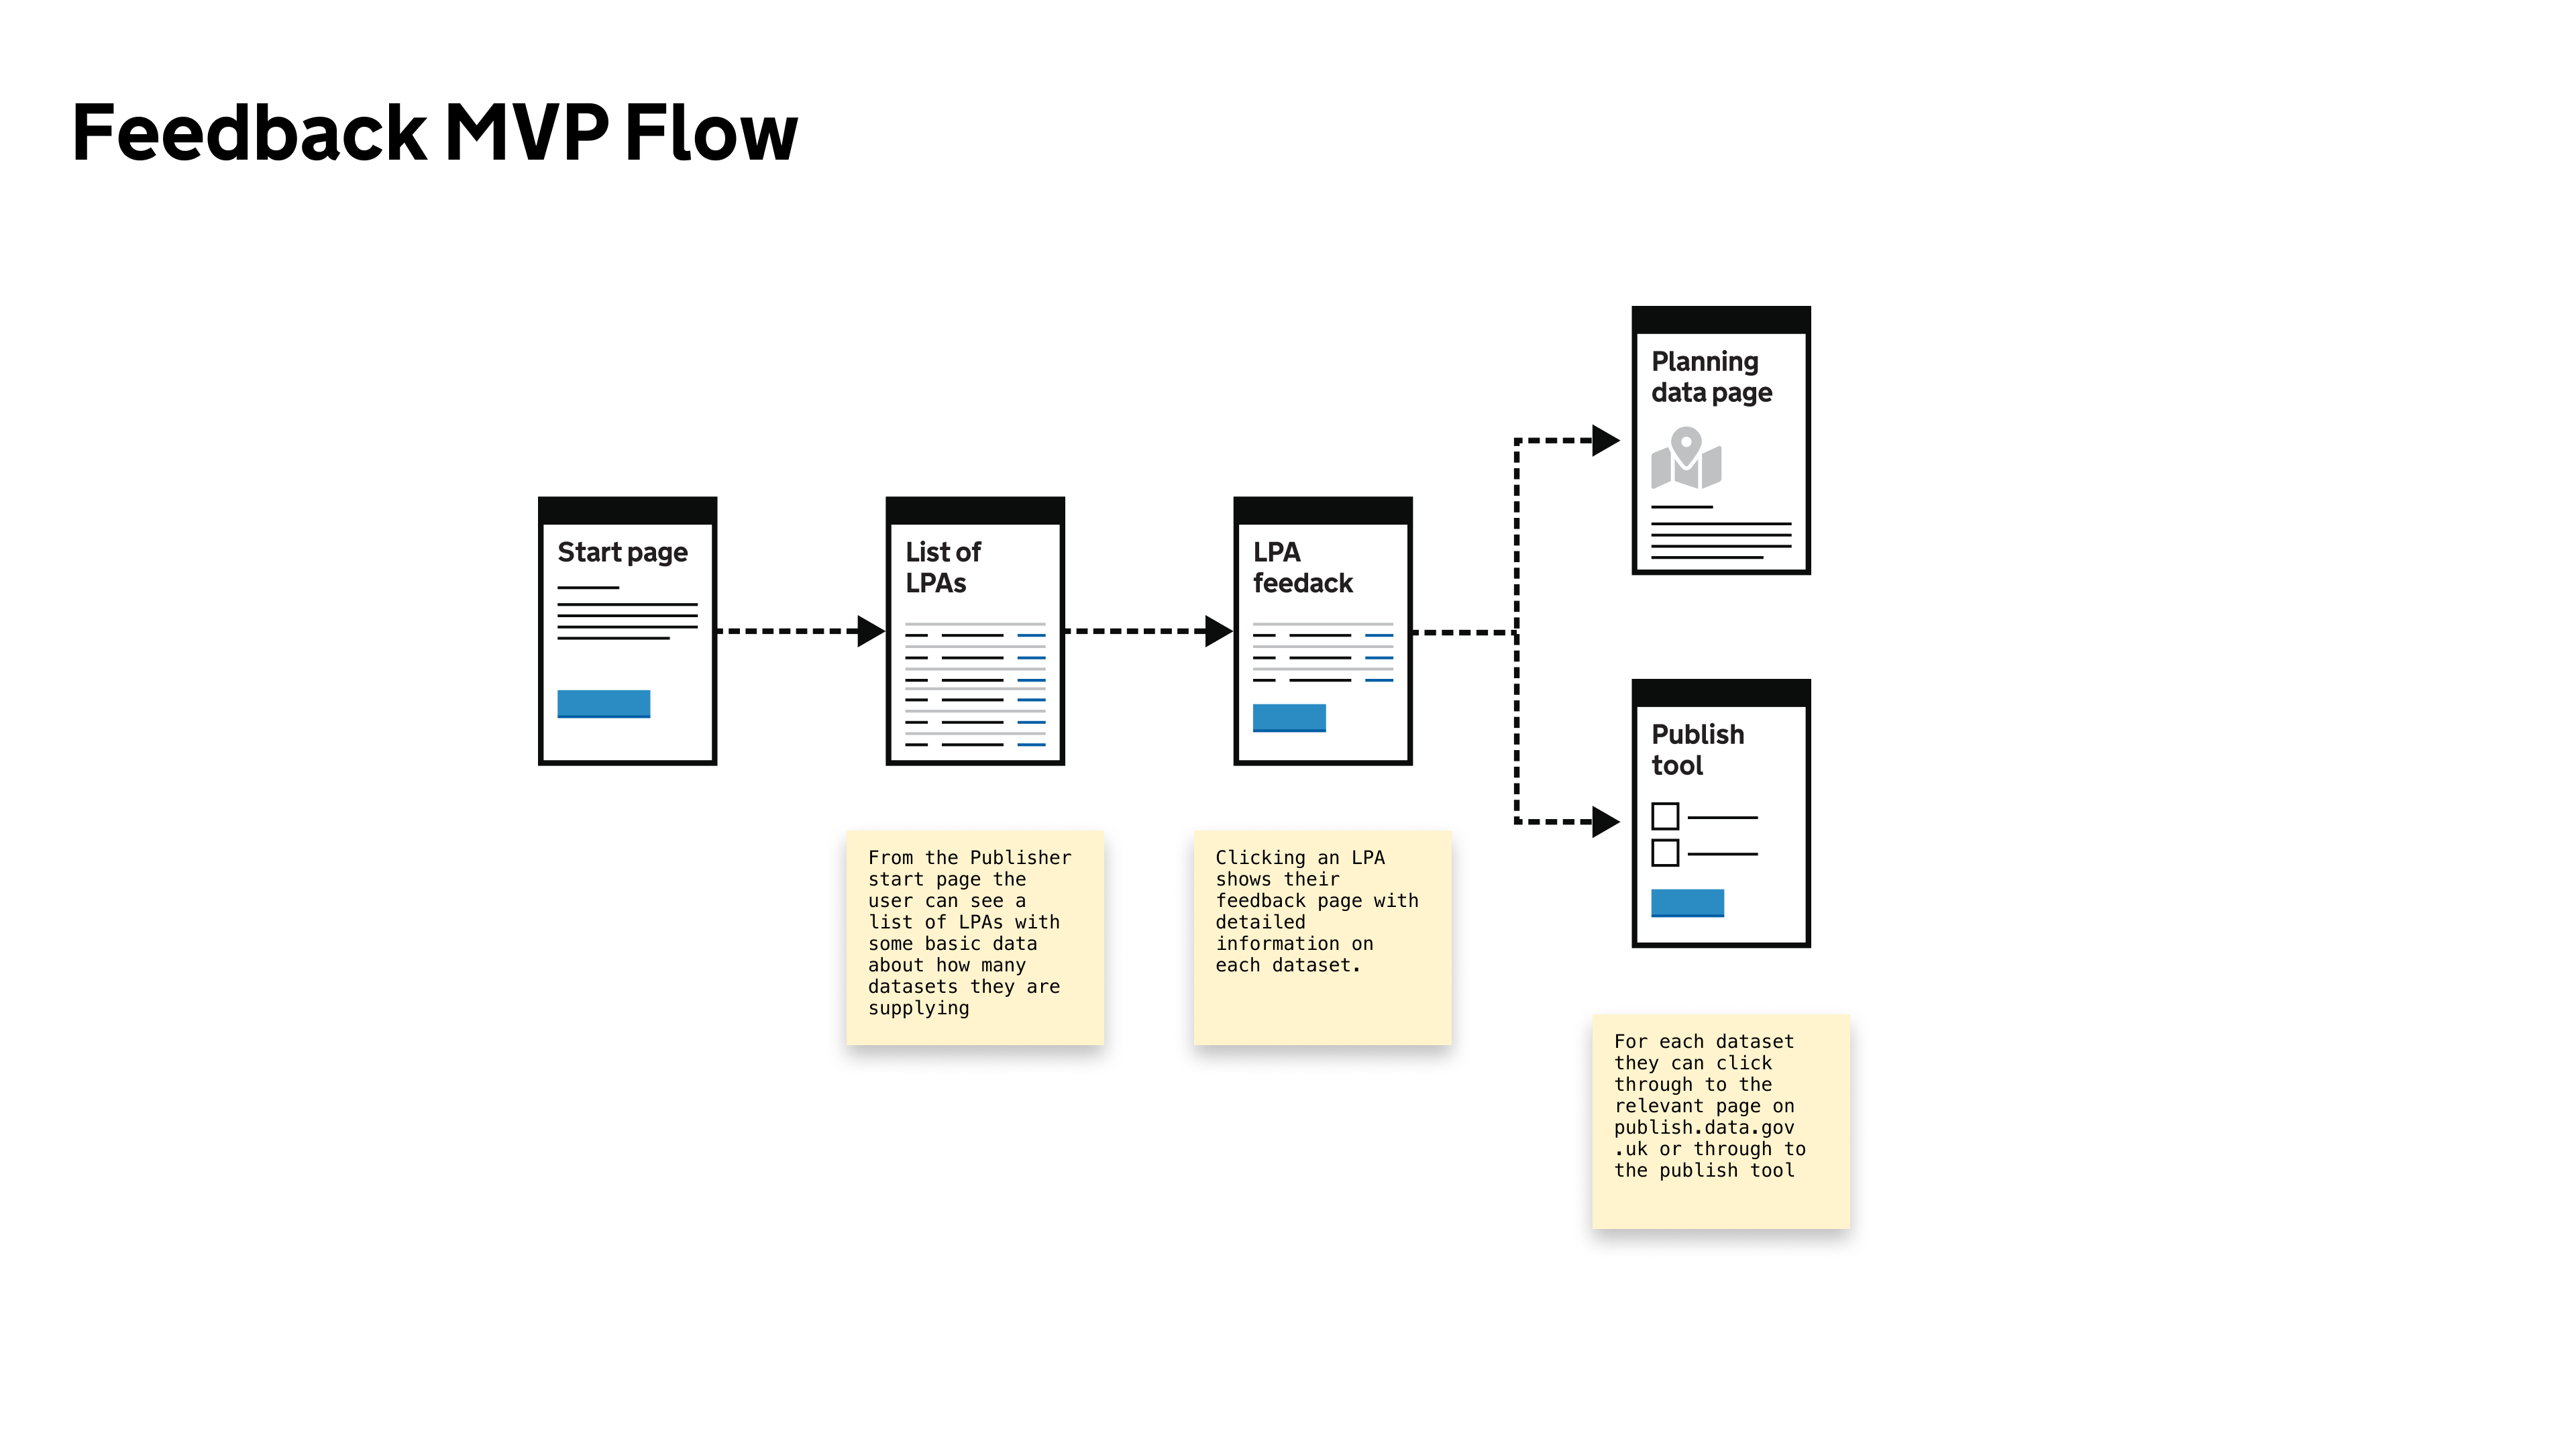 Feedback MVP Flow
Start page
List of
LPAs
LPA
feedack
Planning
data page
Publish
tool
From the Publisher
start page the
user can see a
list of LPAs with
some basic data
about how many
datasets they are
supplying
Clicking an LPA
shows their
feedback page with
detailed
information on
each dataset.
For each dataset
they can click
through to the
relevant page on
publish.data.gov
.uk or through to
the publish tool